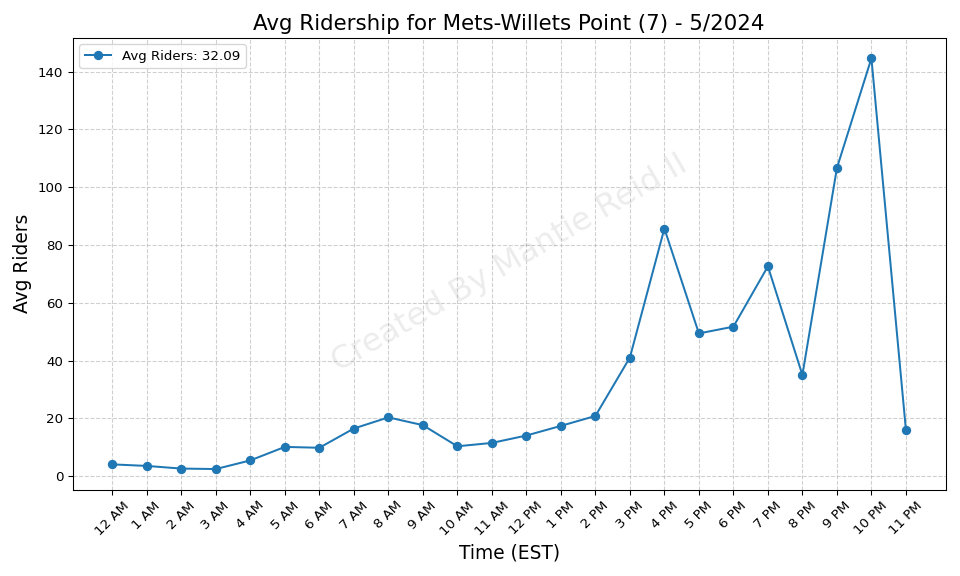 Avg Ridership for Mets-Willets Point (7) - 5/2024
Avg Riders: 32.09
Avg Riders
140
120
100
80
60
40
20
0
Created By Mantie Reid II
12 AM
1 AM
2 AM
3 AM
4 AM
5 AM
6 AM
7 AM
8 AM
9 AM
10 AM
11 AM
12 PM
1 PM
2 PM
3 PM
4 PM
5 PM
6 PM
7 PM
8 PM
9 PM
10 PM
11 PM
Time (EST)